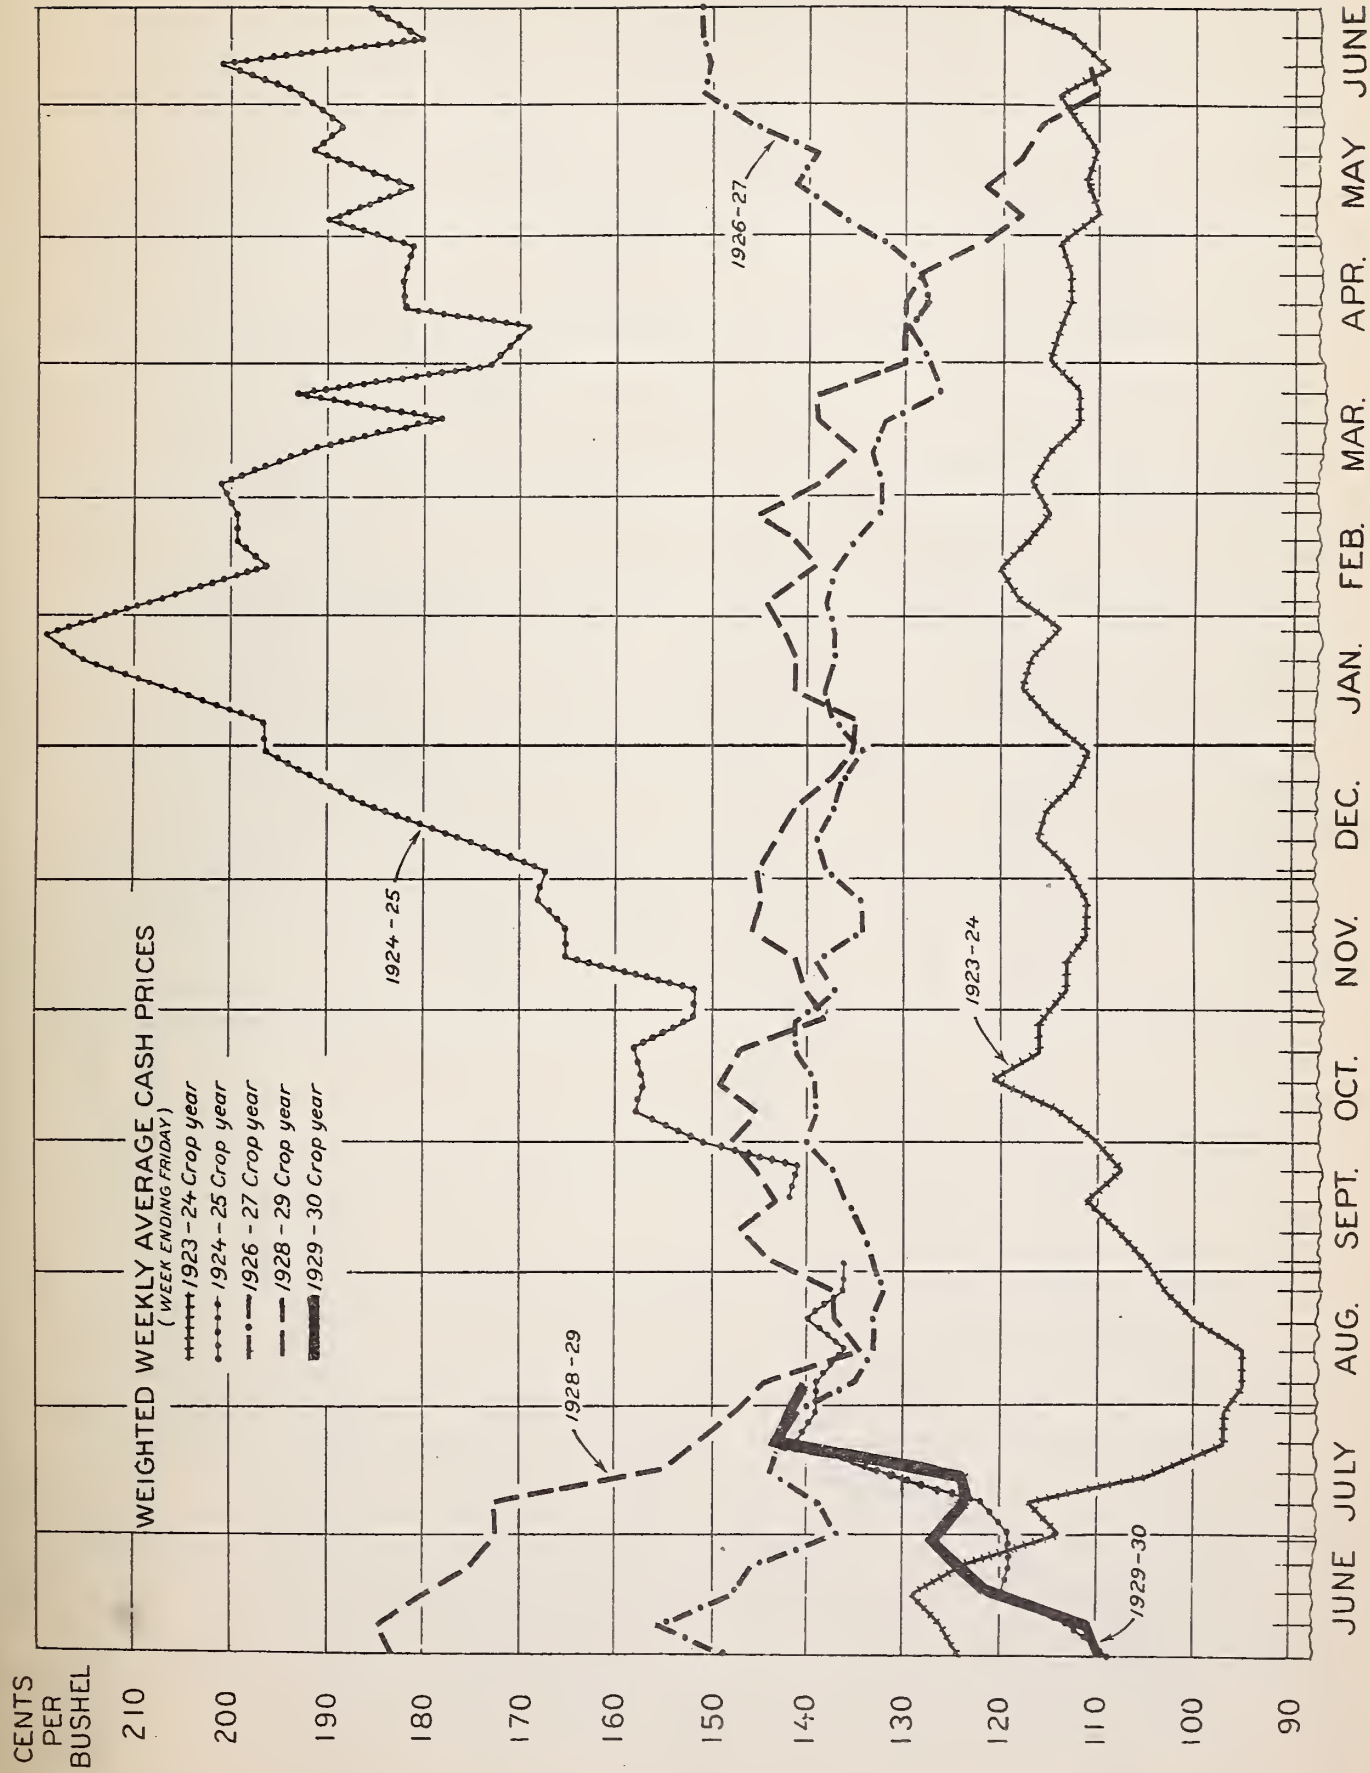 CENTS
PER
BUSHEL
WEIGHTED WEEKLY AVERAGE CASH PRICES
(WEEK ENDING FRIDAY)
1923-24 Crop year
1924-25 Crop year
1926-27 Crop year
1928-29 Crop year
1929-30 Crop year
210
200
190
180
170
160
150
140
130
120
110
100
90
1924-25
1926-27
1928-29
1923-24
1929-30
JUNE JULY AUG. SEPT. OCT. NOV. DEC. JAN. FEB. MAR. APR. MAY JUNE